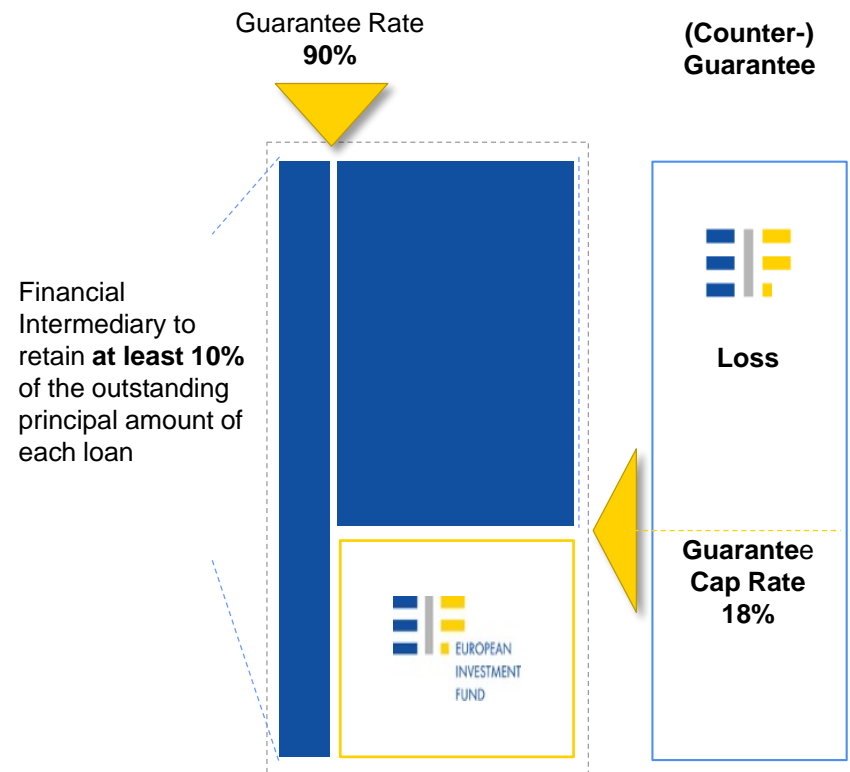 Guarantee Rate
90%
(Counter-)
Guarantee
Financial
Intermediary to
retain at least 10%
of the outstanding
principal amount of
each loan
Loss
Guarantee
Cap Rate
18%
EUROPEAN
INVESTMENT
FUND